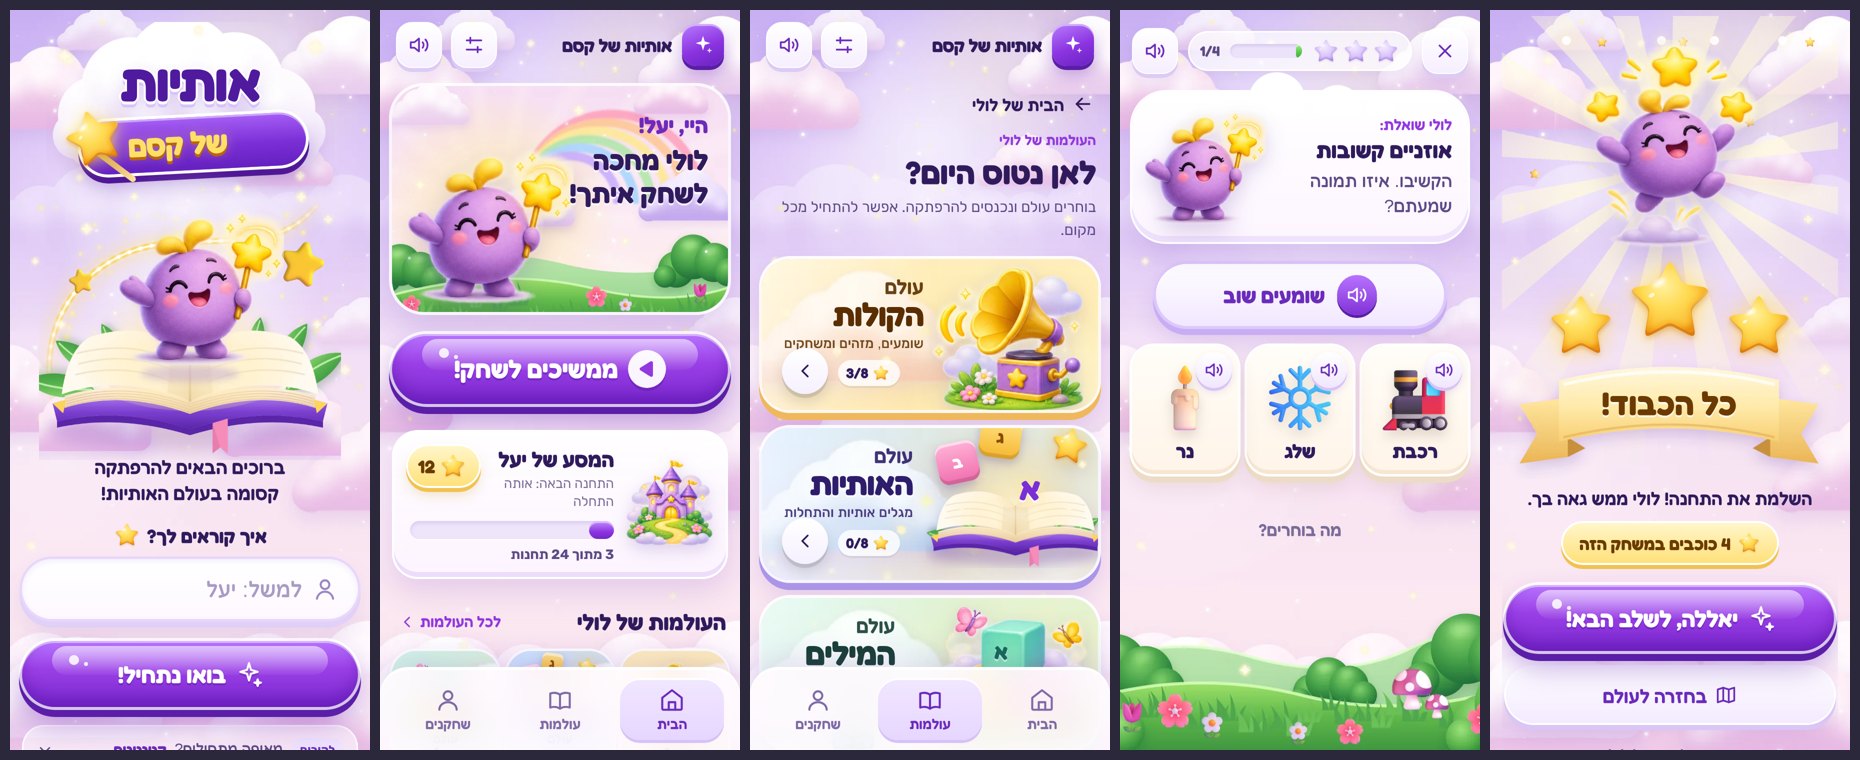 אותיות
של קסם
ברוכים הבאים להרפתקה
קסומה בעולם האותיות!
איך קוראים לך?
למשל: יעל
בואו נתחיל!
אותיות של קסם
היי, יעל!
לולי מחכה
לשחק איתך!
ממשיכים לשחק!
המסע של יעל
12
התחנה הבאה: אותה
התחלה
3 מתוך 24 תחנות
העולמות של לולי
לכל העולמות
ג
הבית
עולמות
שחקנים
אותיות של קסם
הבית של לולי
העולמות של לולי
לאן נטוס היום?
בוחרים עולם ונכנסים להרפתקה. אפשר להתחיל מכל
מקום.
עולם
הקולות
שומעים, מזהים ומשחקים
3/8
ג
ב
א
עולם
האותיות
מגלים אותיות והתחלות
0/8
עולם
המילים
א
הבית
עולמות
שחקנים
1/4
לולי שואלת:
אוזניים קשובות
הקשיבו. איזו תמונה
שמעתם?
שומעים שוב
רכבת
שלג
נר
מה בוחרים?
כל הכבוד!
השלמת את התחנה! לולי ממש גאה בך.
4 כוכבים במשחק הזה
יאללה, לשלב הבא!
בחזרה לעולם